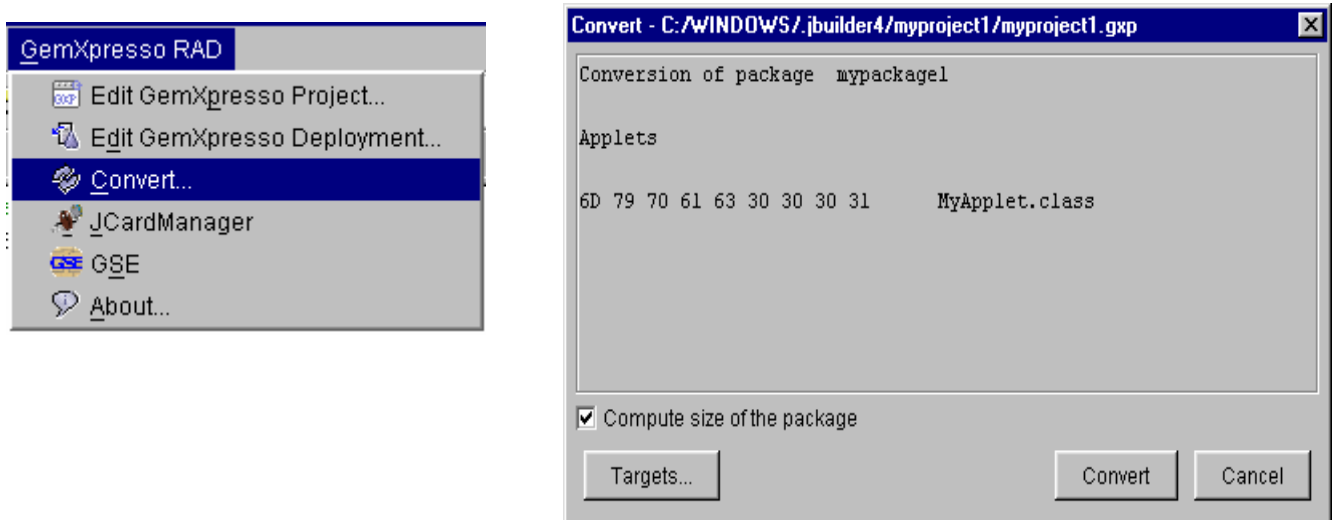 GemXpresso RAD
Edit GemXpresso Project...
Edit GemXpresso Deployment...
Convert...
JCardManager
GSE
About...
Convert - C:/WINDOWS/.jbuilder4/myproject1/myproject1.gxp
Conversion of package mypackage1
Applets
6D 79 70 61 63 30 30 30 31 MyApplet.class
Compute size of the package
Targets... Convert Cancel